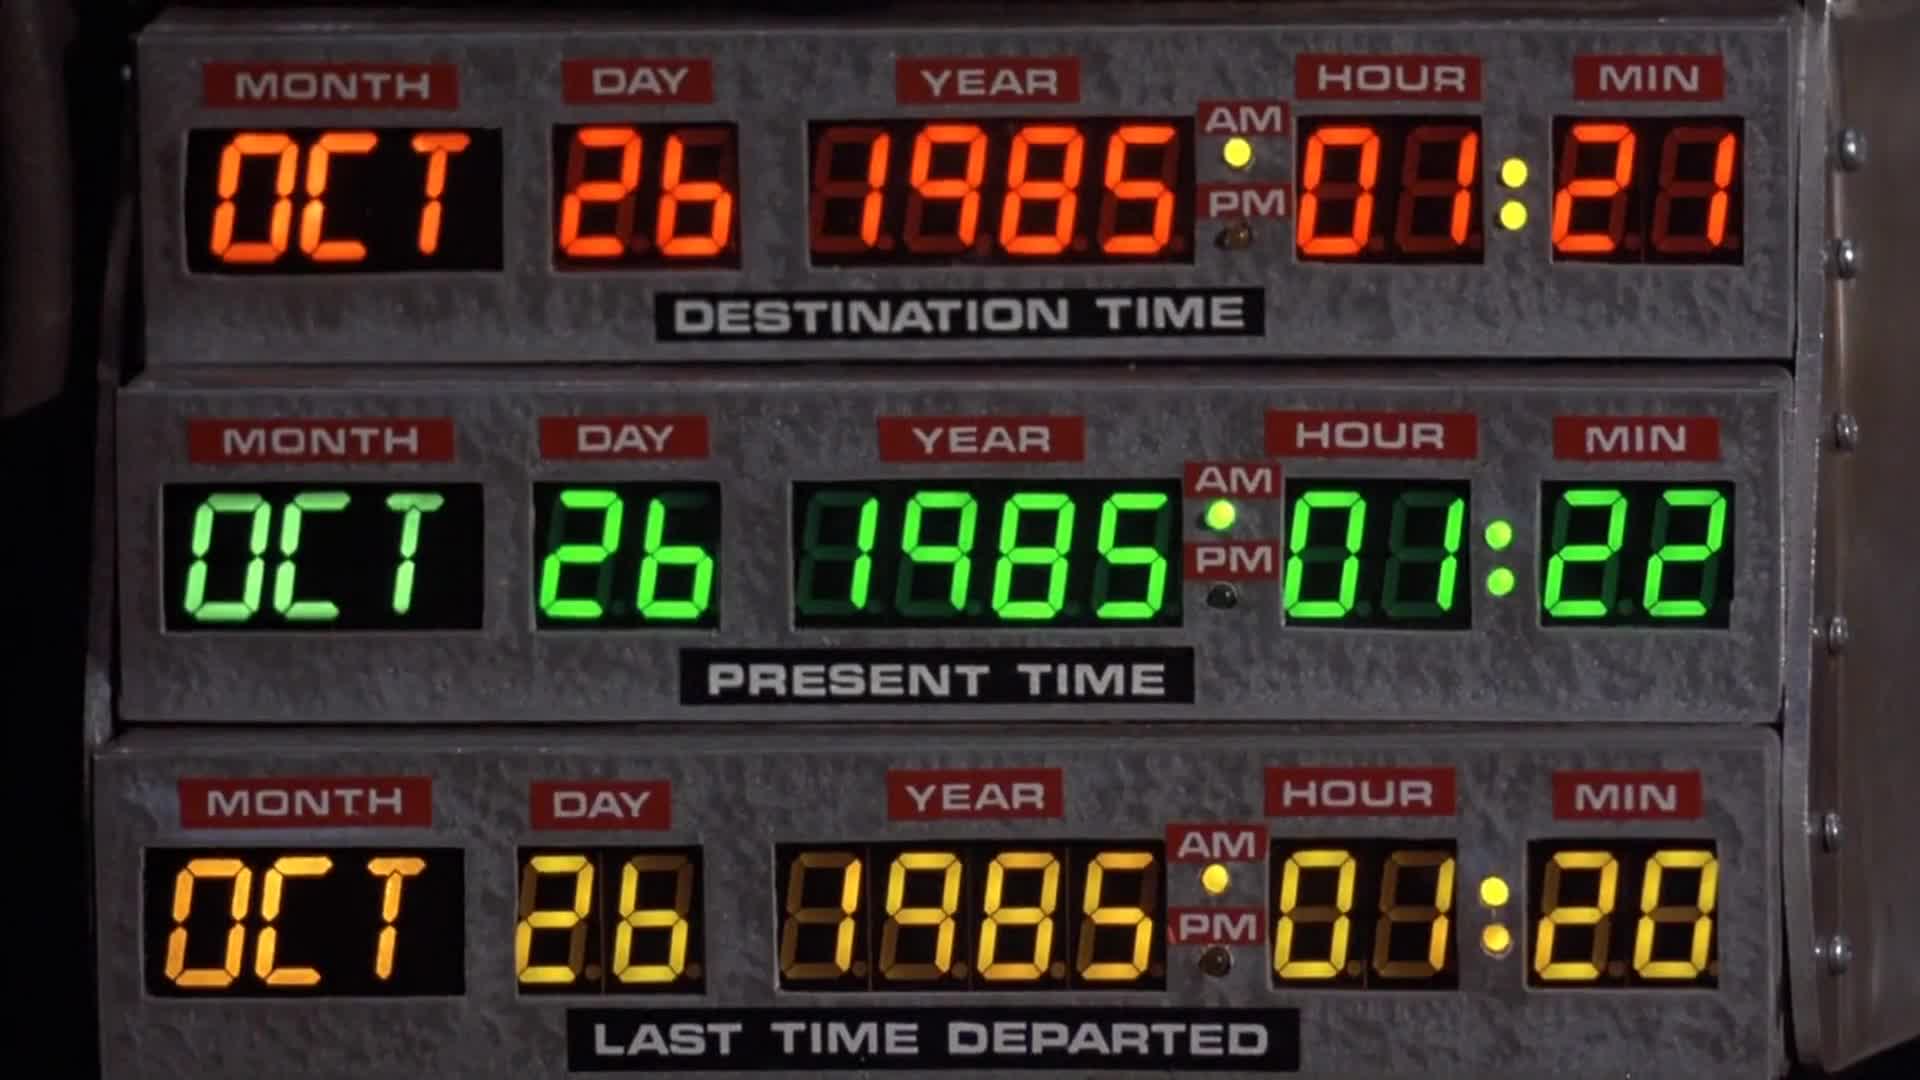 MONTH DAY YEAR HOUR MIN
AM
OCT 26 1985 01:21
PM
DESTINATION TIME
MONTH DAY YEAR HOUR MIN
AM
OCT 26 1985 01:22
PM
PRESENT TIME
MONTH DAY YEAR HOUR MIN
AM
OCT 26 1985 01:20
PM
LAST TIME DEPARTED